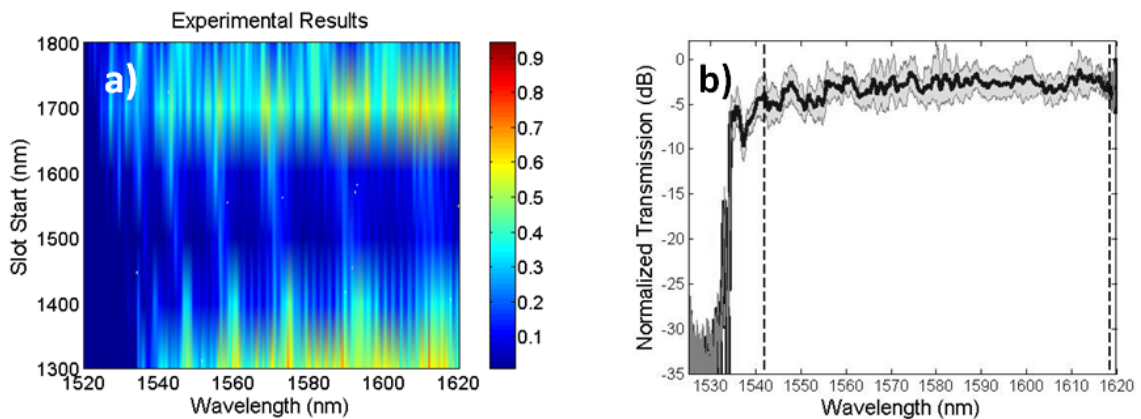 Experimental Results
a)
1800
1700
1600
1500
1400
1300
Slot Start (nm)
1520 1540 1560 1580 1600 1620
Wavelength (nm)
0.9
0.8
0.7
0.6
0.5
0.4
0.3
0.2
0.1
b)
0
-5
-10
-15
-20
-25
-30
-35
Normalized Transmission (dB)
1530 1540 1550 1560 1570 1580 1590 1600 1610 1620
Wavelength (nm)